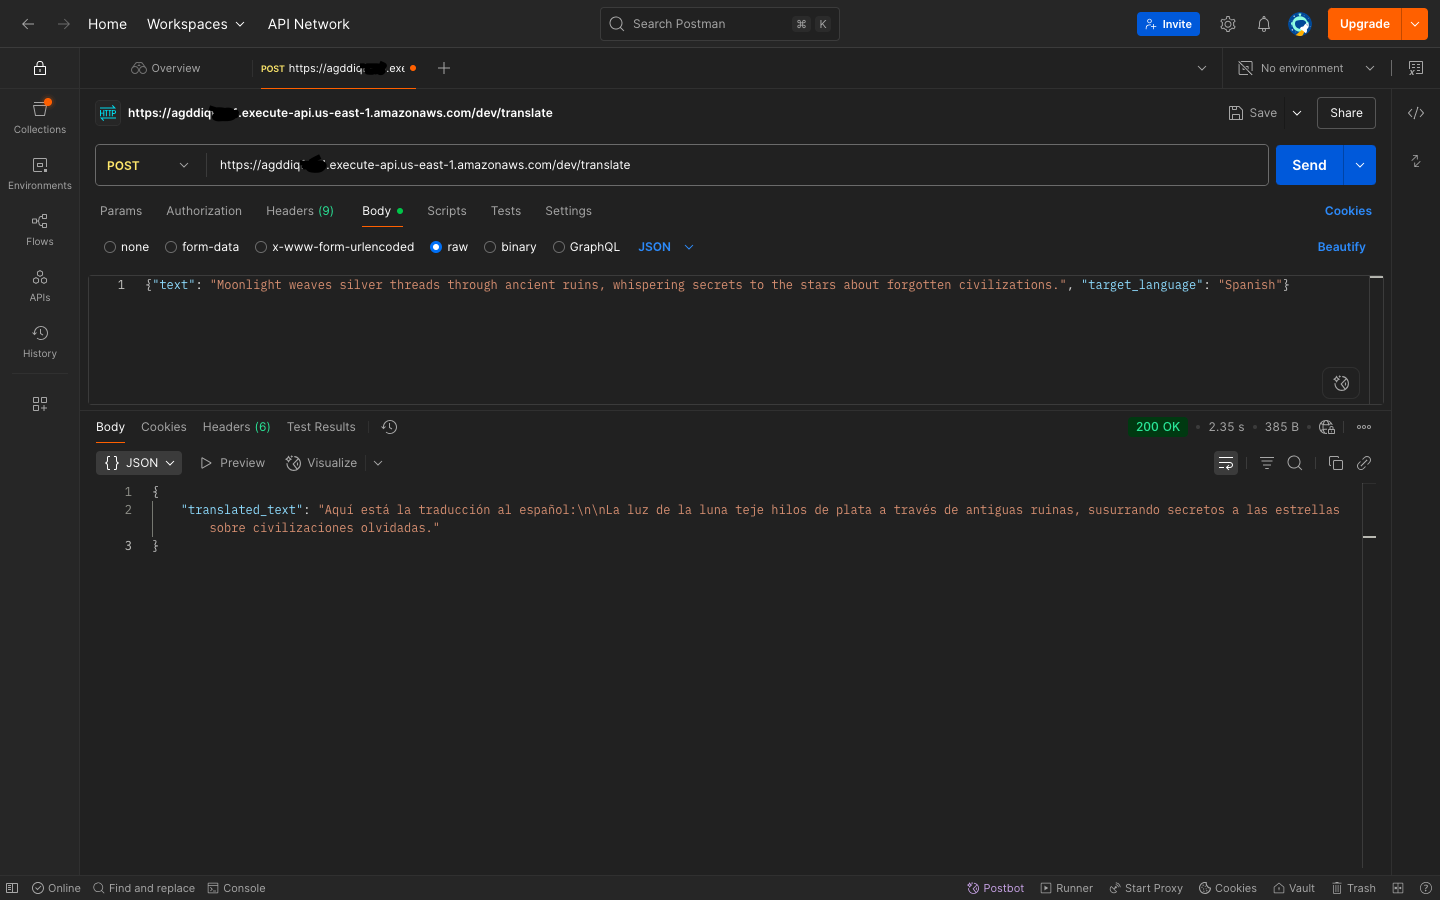 Home Workspaces API Network Search Postman ⌘ K Invite Upgrade
Overview POST https://agddiq .exe No environment
HTTP https://agddiq .execute-api.us-east-1.amazonaws.com/dev/translate Save Share
Collections
POST https://agddiq .execute-api.us-east-1.amazonaws.com/dev/translate Send
Environments
Params Authorization Headers (9) Body Scripts Tests Settings Cookies
Flows
none form-data x-www-form-urlencoded raw binary GraphQL JSON Beautify
1 {"text": "Moonlight weaves silver threads through ancient ruins, whispering secrets to the stars about forgotten civilizations.", "target_language": "Spanish"}
APIs
History
Body Cookies Headers (6) Test Results 200 OK 2.35 s 385 B
{} JSON Preview Visualize
1 {
2 "translated_text": "Aquí está la traducción al español:\n\nLa luz de la luna teje hilos de plata a través de antiguas ruinas, susurrando secretos a las estrellas
sobre civilizaciones olvidadas."
3 }
Online Find and replace Console Postbot Runner Start Proxy Cookies Vault Trash